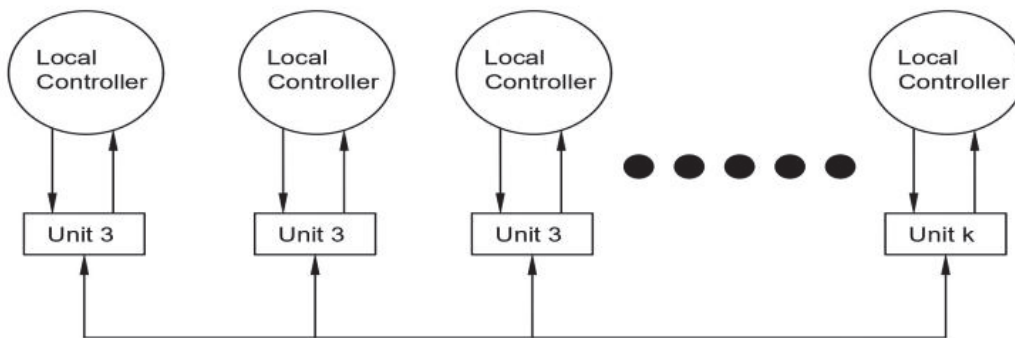 Local
Controller
Local
Controller
Local
Controller
Local
Controller
Unit 3
Unit 3
Unit 3
Unit k